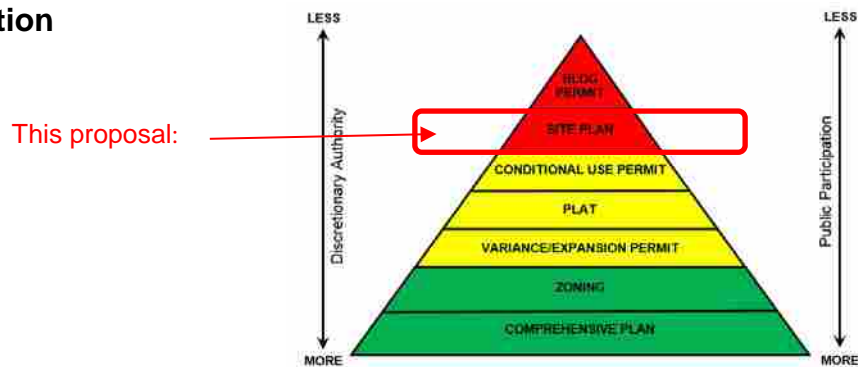 tion
LESS
LESS
BLDG
PERMIT
This proposal:
SITE PLAN
Discretionary Authority
Public Participation
CONDITIONAL USE PERMIT
PLAT
VARIANCE/EXPANSION PERMIT
ZONING
COMPREHENSIVE PLAN
MORE
MORE